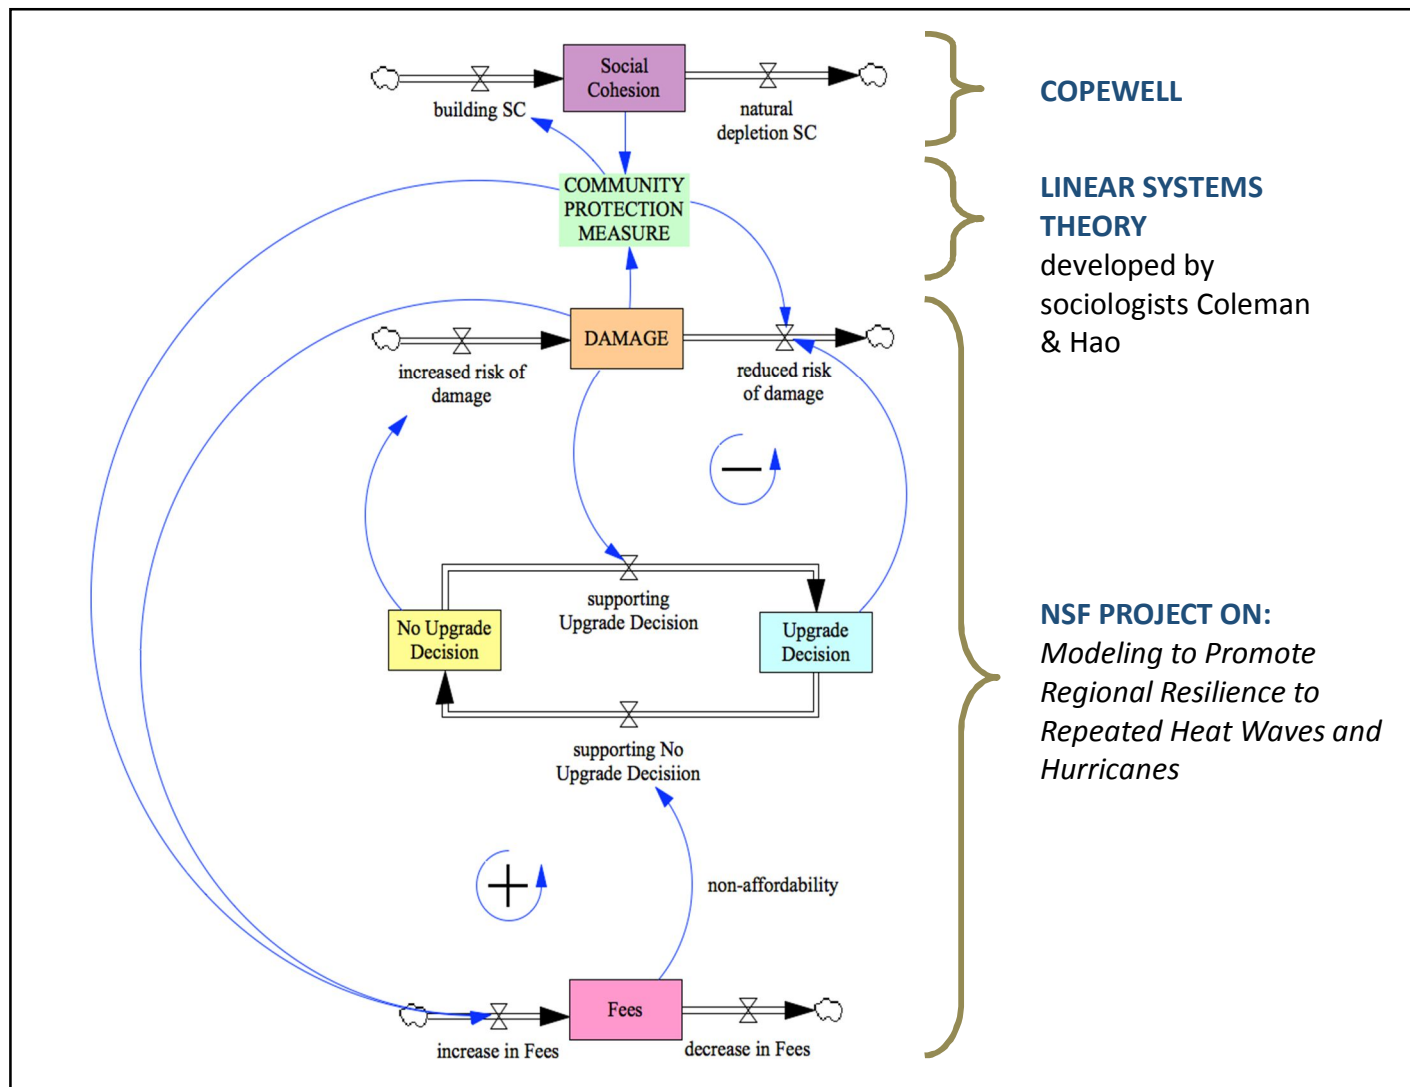 Social
Cohesion
building SC
natural
depletion SC
COPEWELL
COMMUNITY
PROTECTION
MEASURE
LINEAR SYSTEMS
THEORY
developed by
sociologists Coleman
& Hao
DAMAGE
increased risk of
damage
reduced risk
of damage
No Upgrade
Decision
supporting
Upgrade Decision
Upgrade
Decision
NSF PROJECT ON:
Modeling to Promote
Regional Resilience to
Repeated Heat Waves and
Hurricanes
supporting No
Upgrade Decisiion
non-affordability
Fees
increase in Fees
decrease in Fees